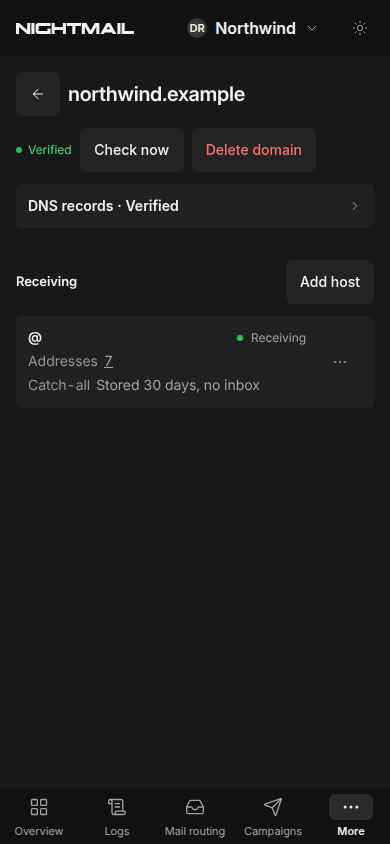 NIGHTMAIL
DR Northwind
northwind.example
Verified Check now Delete domain
DNS records · Verified
Receiving Add host
@ Receiving
Addresses 7
Catch-all Stored 30 days, no inbox
Overview Logs Mail routing Campaigns More